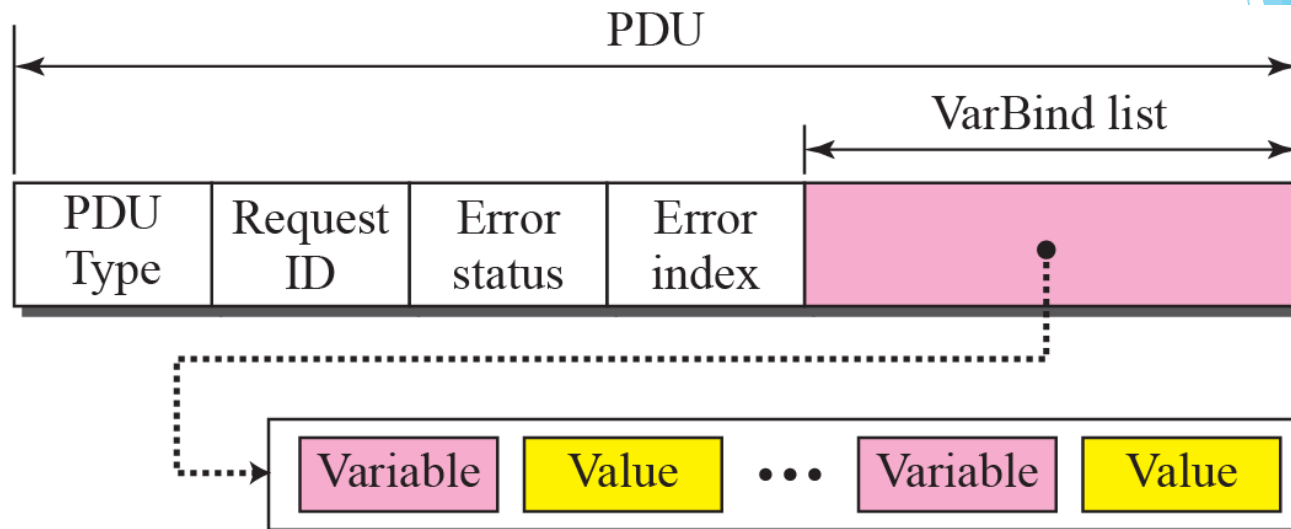 PDU
VarBind list
PDU
Type
Request
ID
Error
status
Error
index
Variable Value ••• Variable Value